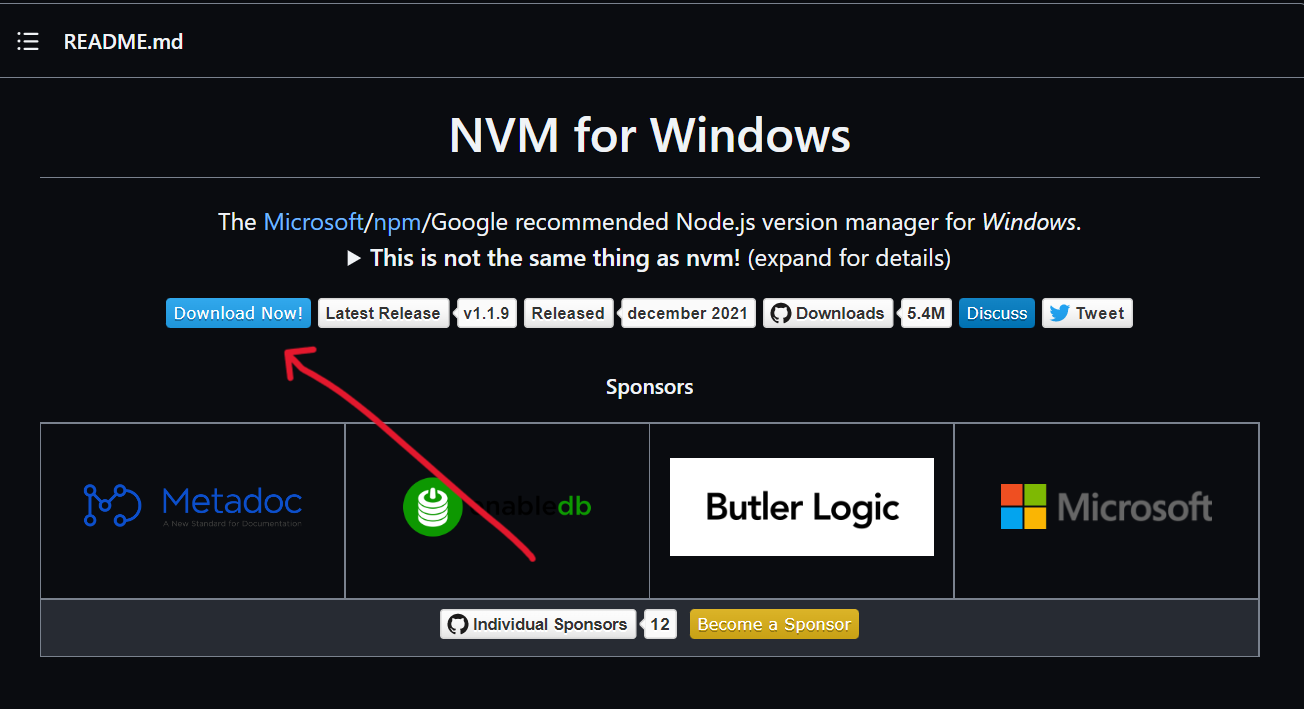 README.md
NVM for Windows
The Microsoft/npm/Google recommended Node.js version manager for Windows.
This is not the same thing as nvm! (expand for details)
Download Now! Latest Release v1.1.9 Released december 2021 Downloads 5.4M Discuss Tweet
Sponsors
Metadoc
A New Standard for Documentation
enabledb
Butler Logic
Microsoft
Individual Sponsors 12 Become a Sponsor